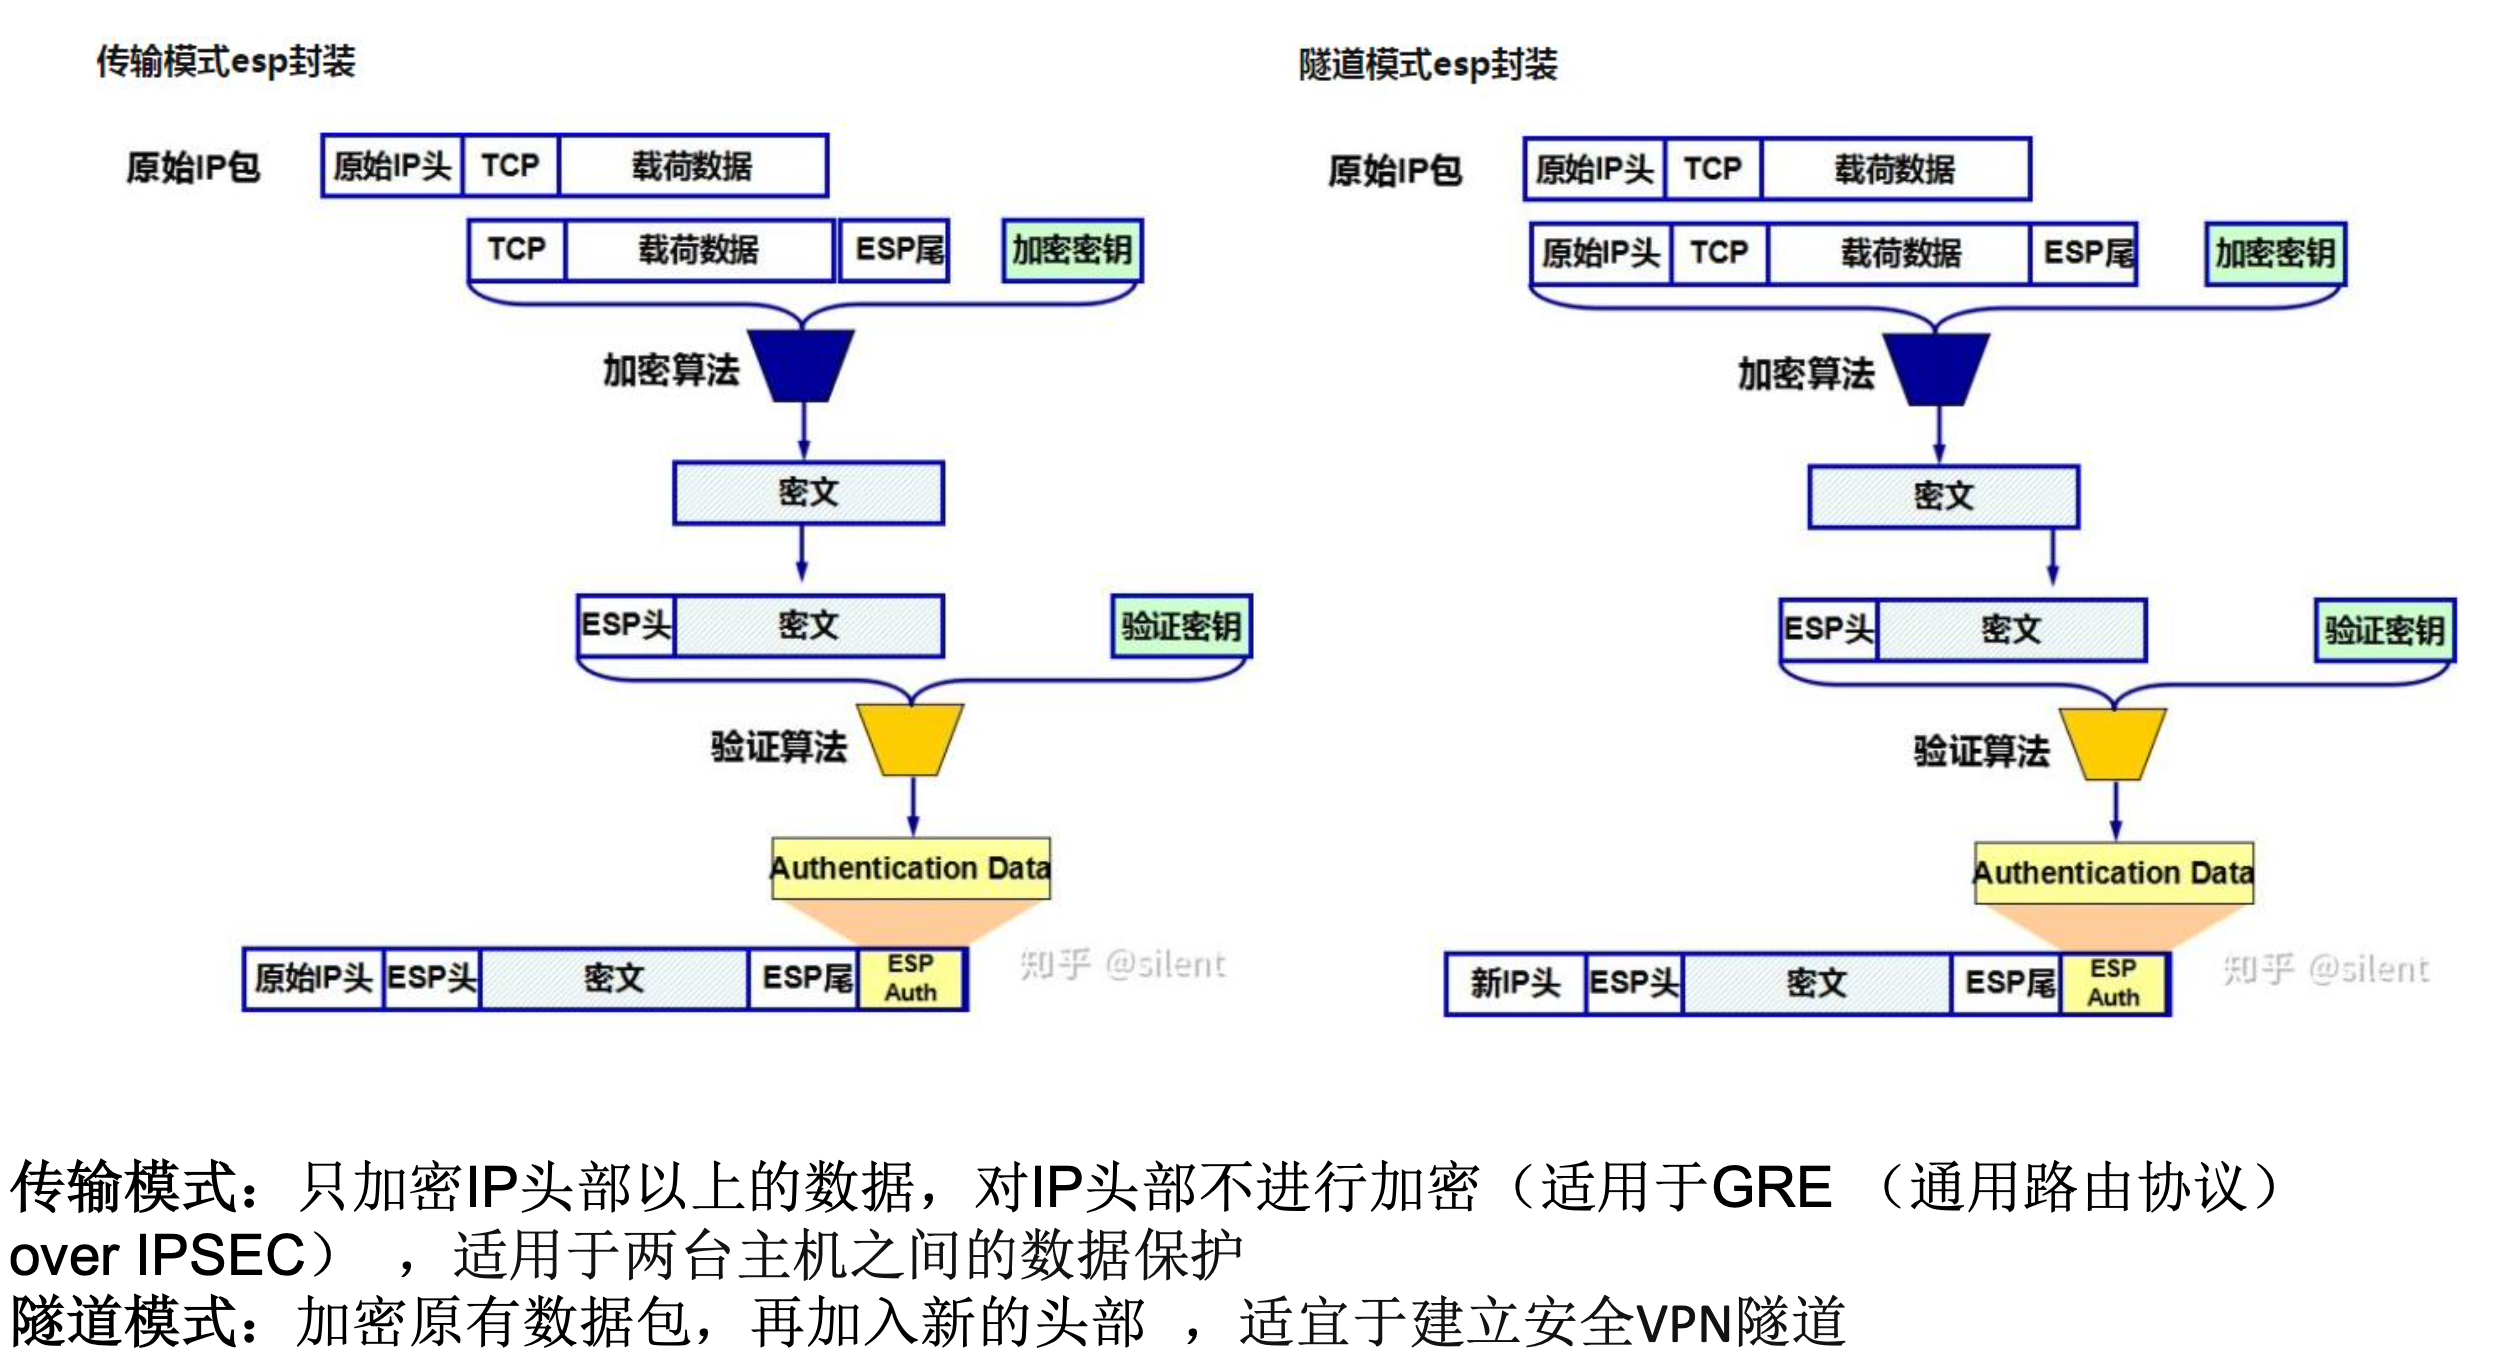 传输模式esp封装
原始IP包 原始IP头 TCP 载荷数据
TCP 载荷数据 ESP尾 加密密钥
加密算法
密文
ESP头 密文 验证密钥
验证算法
Authentication Data
原始IP头 ESP头 密文 ESP尾 ESP Auth
知乎 @silent
隧道模式esp封装
原始IP包 原始IP头 TCP 载荷数据
原始IP头 TCP 载荷数据 ESP尾 加密密钥
加密算法
密文
ESP头 密文 验证密钥
验证算法
Authentication Data
新IP头 ESP头 密文 ESP尾 ESP Auth
知乎 @silent
传输模式：只加密IP头部以上的数据，对IP头部不进行加密（适用于GRE （通用路由协议）
over IPSEC） ，适用于两台主机之间的数据保护
隧道模式：加密原有数据包，再加入新的头部 ，适宜于建立安全VPN隧道